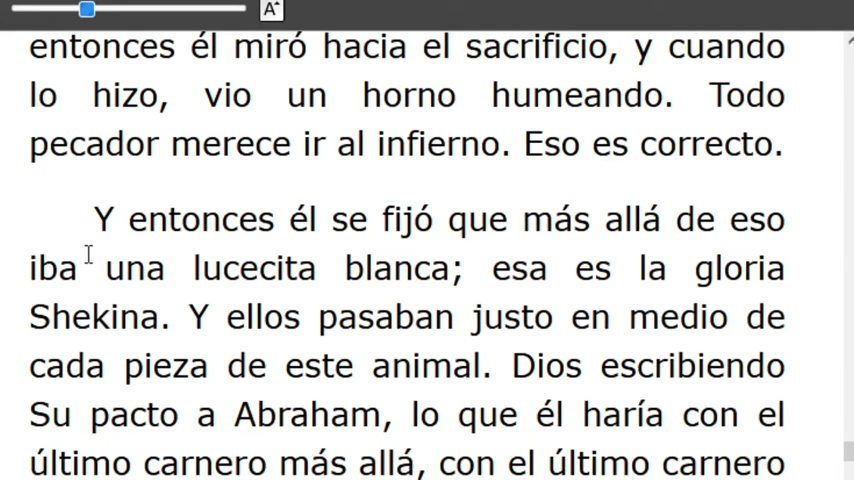 A
entonces él miró hacia el sacrificio, y cuando
lo hizo, vio un horno humeando. Todo
pecador merece ir al infierno. Eso es correcto.
Y entonces él se fijó que más allá de eso
iba una lucecita blanca; esa es la gloria
Shekina. Y ellos pasaban justo en medio de
cada pieza de este animal. Dios escribiendo
Su pacto a Abraham, lo que él haría con el
último carnero más allá, con el último carnero